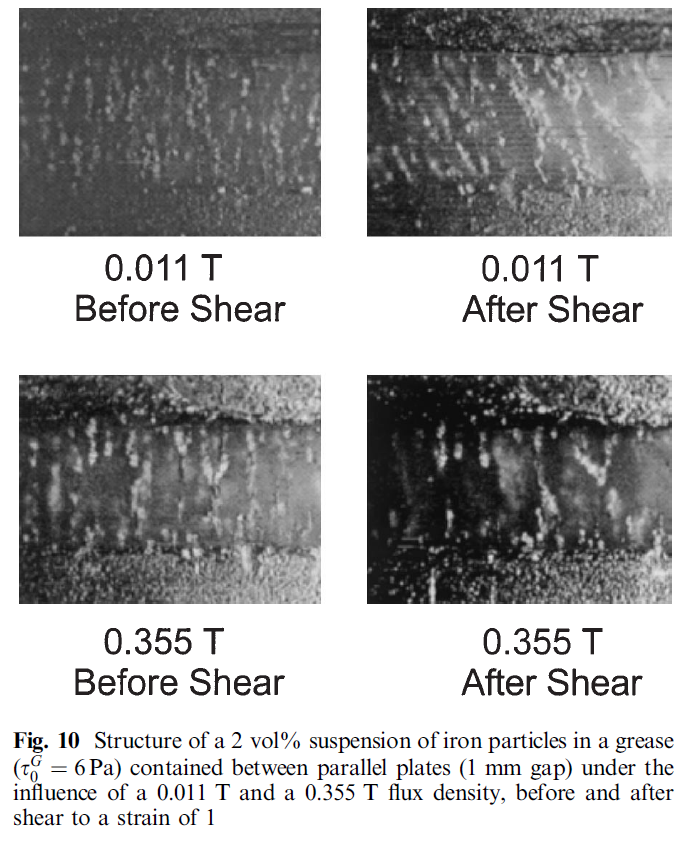 0.011 T
Before Shear
0.011 T
After Shear
0.355 T
Before Shear
0.355 T
After Shear
Fig. 10 Structure of a 2 vol% suspension of iron particles in a grease
(τ₀ᴳ = 6 Pa) contained between parallel plates (1 mm gap) under the
influence of a 0.011 T and a 0.355 T flux density, before and after
shear to a strain of 1